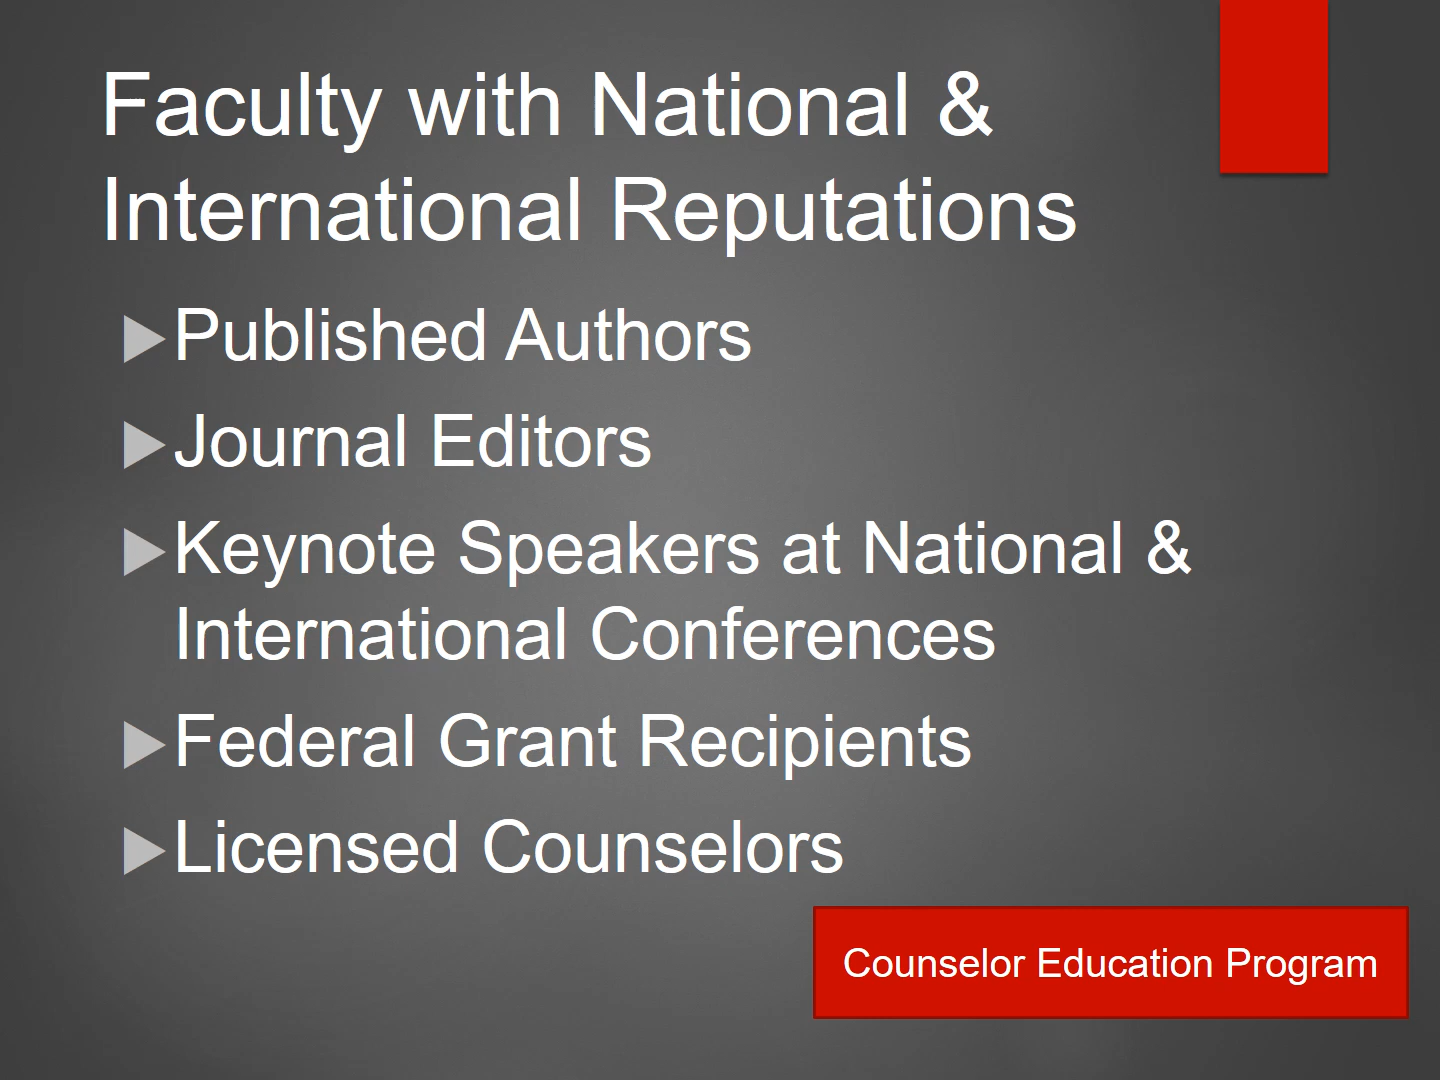 Faculty with National &
International Reputations
Published Authors
Journal Editors
Keynote Speakers at National &
International Conferences
Federal Grant Recipients
Licensed Counselors
Counselor Education Program